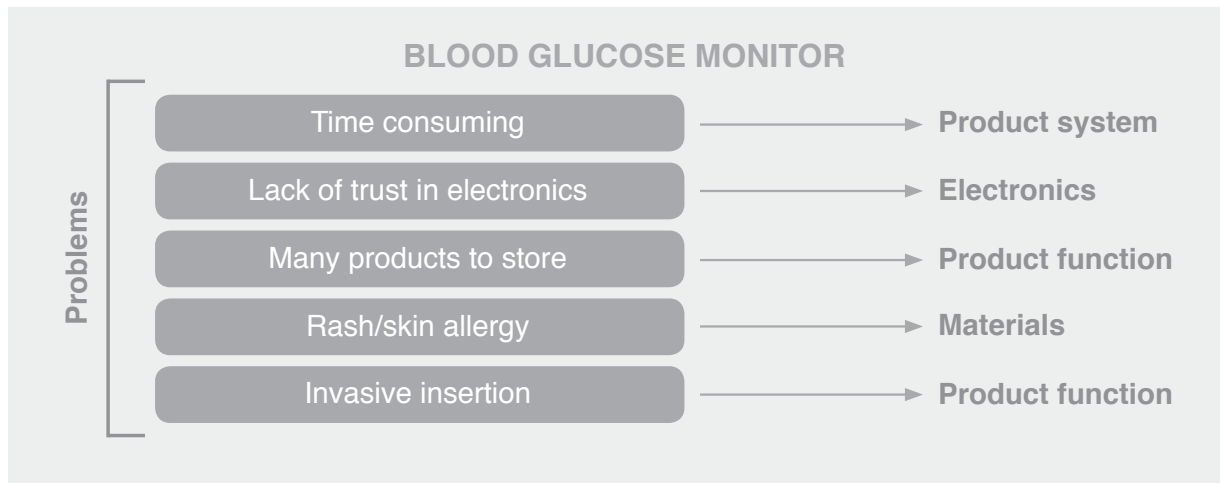 BLOOD GLUCOSE MONITOR
Problems
Time consuming
Product system
Lack of trust in electronics
Electronics
Many products to store
Product function
Rash/skin allergy
Materials
Invasive insertion
Product function